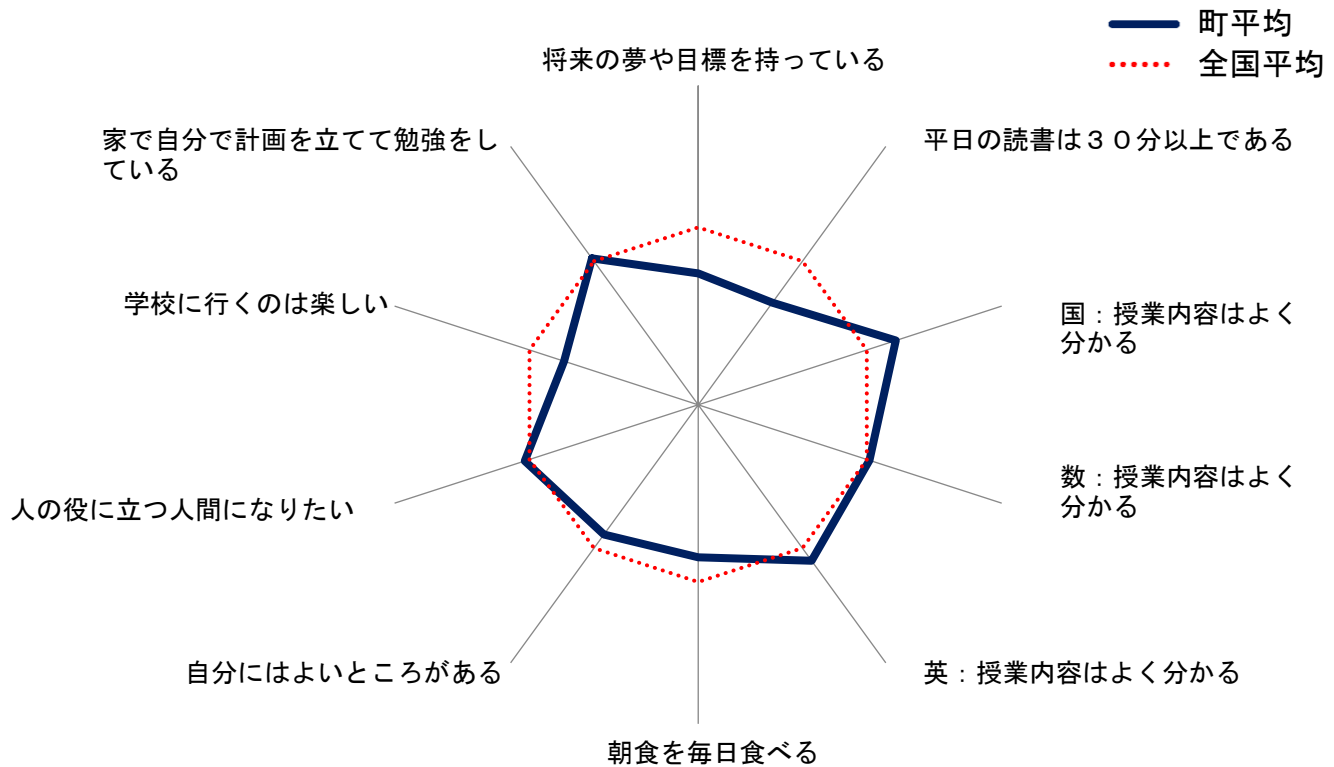 町平均
全国平均
将来の夢や目標を持っている
平日の読書は３０分以上である
国：授業内容はよく
分かる
数：授業内容はよく
分かる
英：授業内容はよく分かる
朝食を毎日食べる
自分にはよいところがある
人の役に立つ人間になりたい
学校に行くのは楽しい
家で自分で計画を立てて勉強をし
ている